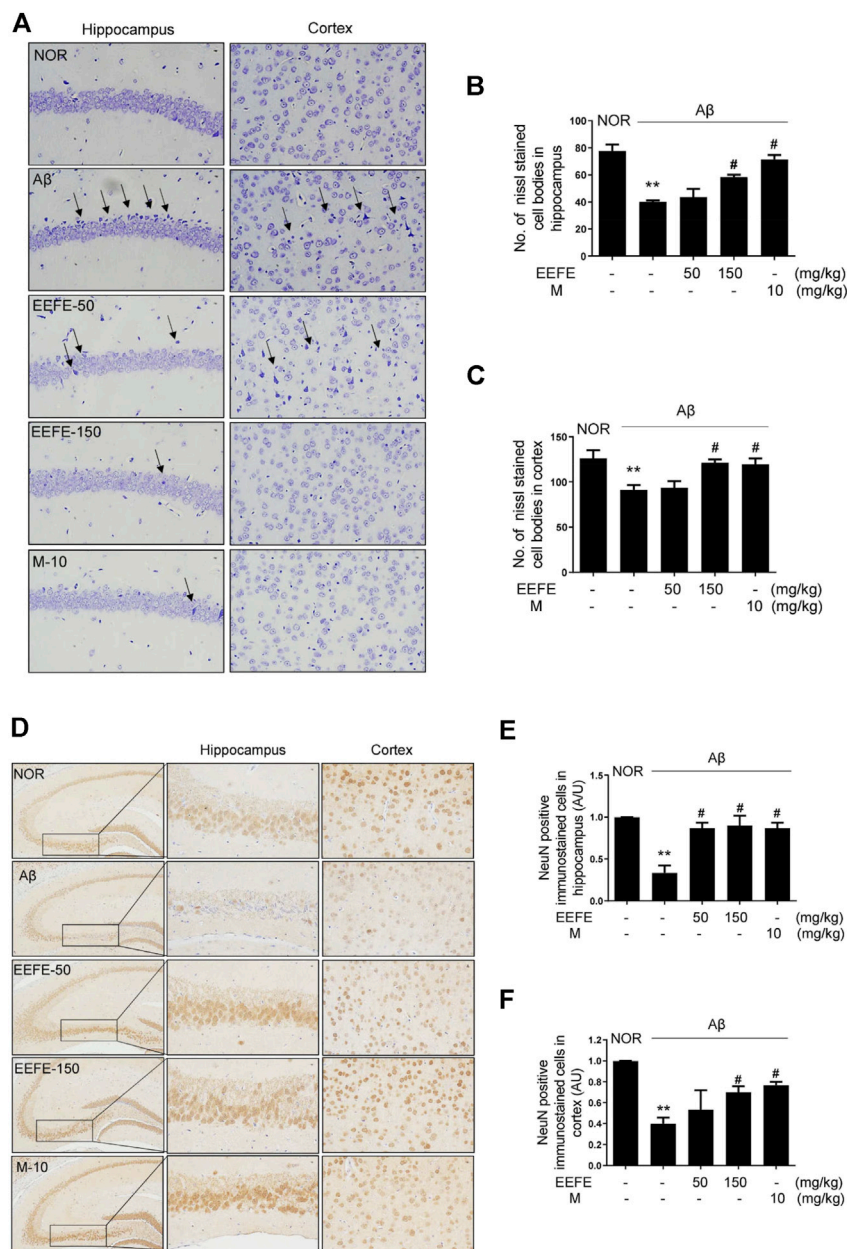 A
Hippocampus Cortex
NOR
Aβ
EEFE-50
EEFE-150
M-10
B
NOR Aβ
No. of nissl stained
cell bodies in
hippocampus
80
60
40
20
0
** # #
EEFE - - 50 150 (mg/kg)
M - - - - 10 (mg/kg)
C
NOR Aβ
No. of nissl stained
cell bodies in cortex
150
100
50
0
** # #
EEFE - - 50 150 (mg/kg)
M - - - - 10 (mg/kg)
D
Hippocampus Cortex
NOR
Aβ
EEFE-50
EEFE-150
M-10
E
NOR Aβ
NeuN positive
immunostained cells in
hippocampus (A/U)
1.5
1.0
0.5
0.0
** # # #
EEFE - - 50 150 (mg/kg)
M - - - - 10 (mg/kg)
F
NOR Aβ
NeuN positive
immunostained cells in
cortex (AU)
1.2
1.0
0.8
0.6
0.4
0.2
0.0
** # #
EEFE - - 50 150 (mg/kg)
M - - - - 10 (mg/kg)